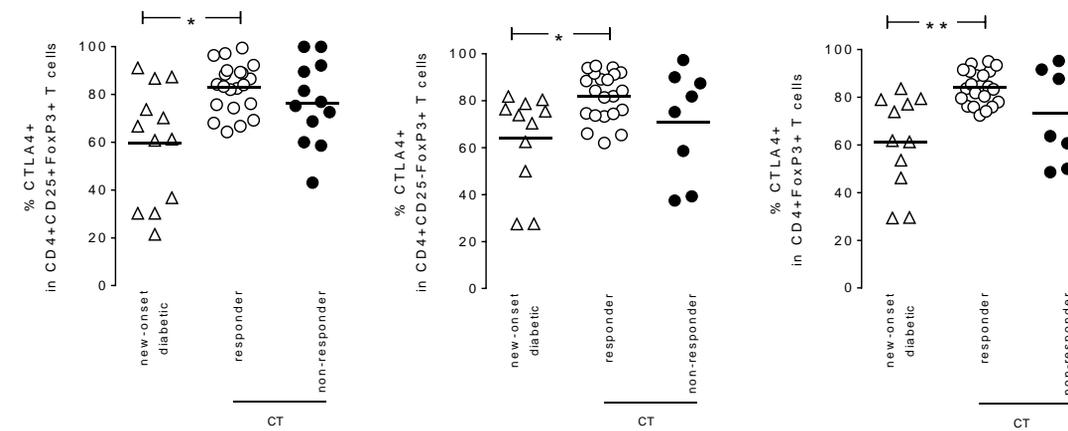 *
% CTLA4+
in CD4+CD25+FoxP3+ T cells
100
80
60
40
20
0
new-onset
diabetic
responder
non-responder
CT
*
% CTLA4+
in CD4+CD25-FoxP3+ T cells
100
80
60
40
20
0
new-onset
diabetic
responder
non-responder
CT
**
% CTLA4+
in CD4+FoxP3+ T cells
100
80
60
40
20
0
new-onset
diabetic
responder
non-responder
CT